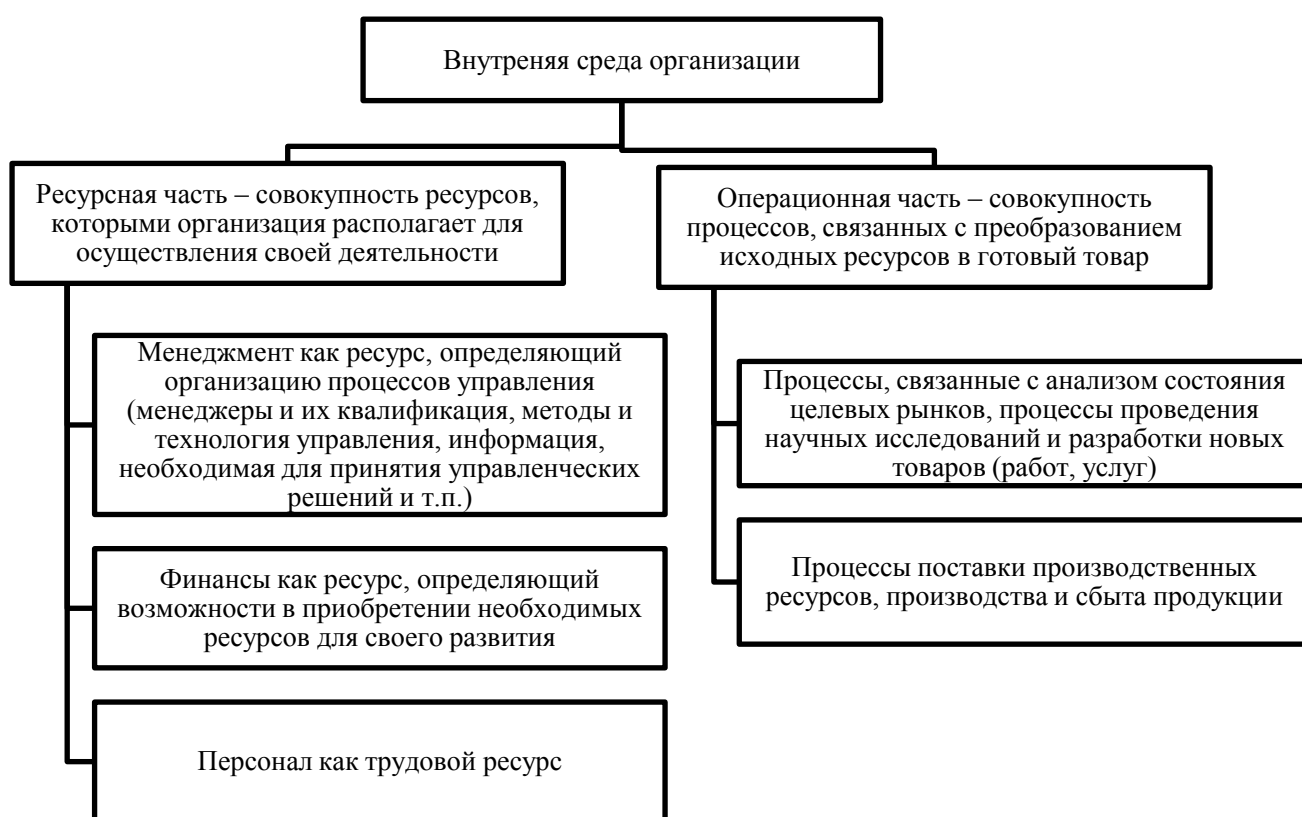 Внутреняя среда организации
Ресурсная часть – совокупность ресурсов,
которыми организация располагает для
осуществления своей деятельности
Операционная часть – совокупность
процессов, связанных с преобразованием
исходных ресурсов в готовый товар
Менеджмент как ресурс, определяющий
организацию процессов управления
(менеджеры и их квалификация, методы и
технология управления, информация,
необходимая для принятия управленческих
решений и т.п.)
Финансы как ресурс, определяющий
возможности в приобретении необходимых
ресурсов для своего развития
Персонал как трудовой ресурс
Процессы, связанные с анализом состояния
целевых рынков, процессы проведения
научных исследований и разработки новых
товаров (работ, услуг)
Процессы поставки производственных
ресурсов, производства и сбыта продукции